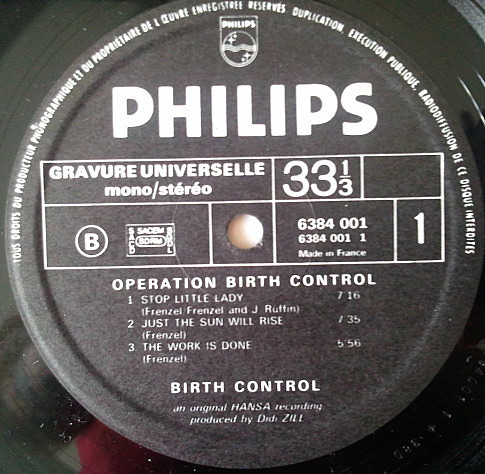 TOUS DROITS DU PRODUCTEUR PHONOGRAPHIQUE ET DU PROPRIÉTAIRE DE L'ŒUVRE ENREGISTRÉE RÉSERVÉS. DUPLICATION, EXÉCUTION PUBLIQUE, RADIODIFFUSION DE CE DISQUE INTERDITES
PHILIPS
PHILIPS
GRAVURE UNIVERSELLE
mono/stéréo
33 1/3
B
SACEM
SACD
SDRM
SGDL
6384 001
6384 001 1
Made in France
1
OPERATION BIRTH CONTROL
1 STOP LITTLE LADY 7'16
(Frenzel/Frenzel and J. Ruffin)
2 JUST THE SUN WILL RISE 7'35
(Frenzel)
3. THE WORK IS DONE 5'56
(Frenzel)
BIRTH CONTROL
an original HANSA recording
produced by Didi ZILL